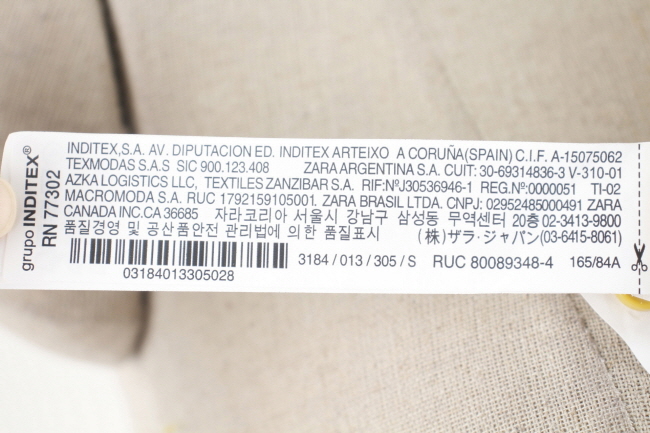 grupo INDITEX®
RN 77302
INDITEX,S.A. AV. DIPUTACION ED. INDITEX ARTEIXO A CORUÑA(SPAIN) C.I.F. A-15075062
TEXMODAS S.A.S SIC 900.123.408 ZARA ARGENTINA S.A. CUIT: 30-69314836-3 V-310-01
AZKA LOGISTICS LLC, TEXTILES ZANZIBAR S.A. RIF:Nº.J30536946-1 REG.Nº:0000051 TI-02
MACROMODA S.A. RUC 1792159105001. ZARA BRASIL LTDA. CNPJ: 02952485000491 ZARA
CANADA INC.CA 36685 자라코리아 서울시 강남구 삼성동 무역센터 20층 02-3413-9800
품질경영 및 공산품안전 관리법에 의한 품질표시 (株) ザラ・ジャパン(03-6415-8061)
3184 / 013 / 305 / S RUC 80089348-4 165/84A
03184013305028